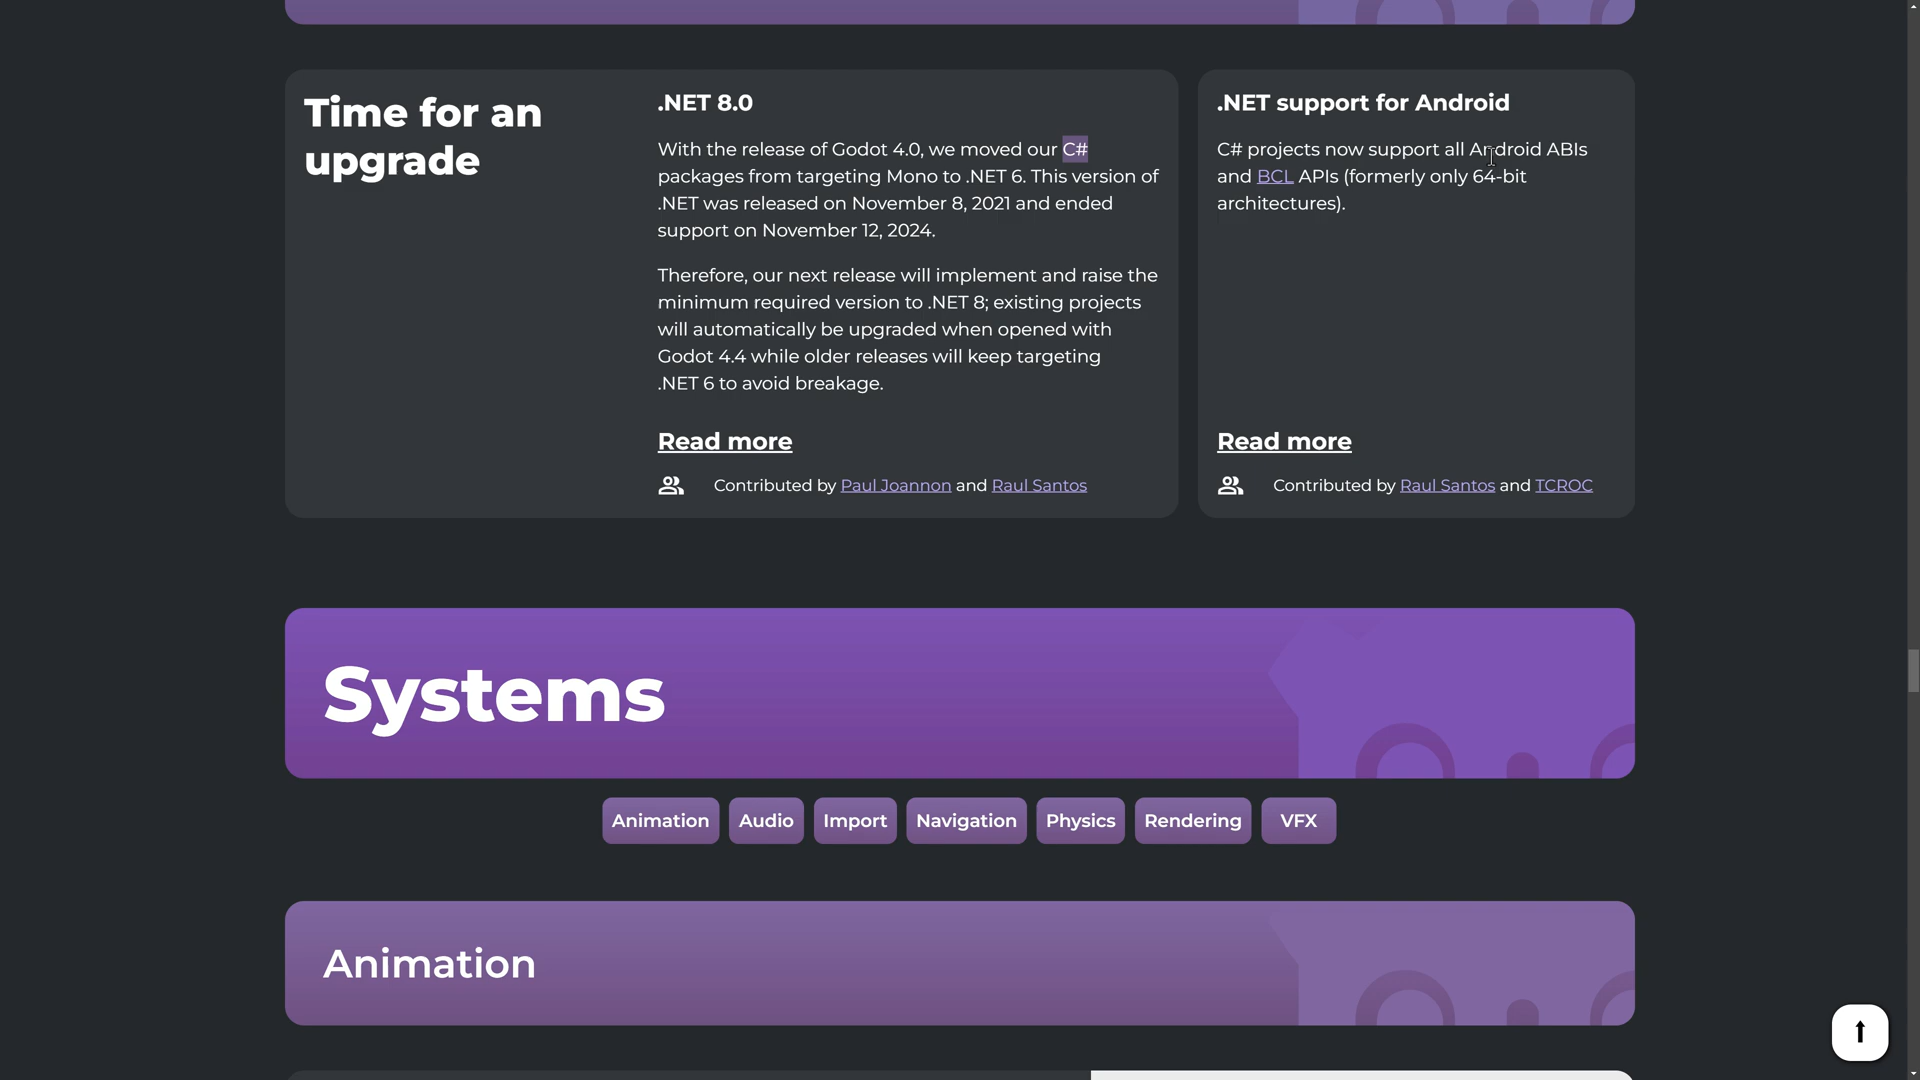 Time for an
upgrade
.NET 8.0
With the release of Godot 4.0, we moved our C#
packages from targeting Mono to .NET 6. This version of
.NET was released on November 8, 2021 and ended
support on November 12, 2024.
Therefore, our next release will implement and raise the
minimum required version to .NET 8; existing projects
will automatically be upgraded when opened with
Godot 4.4 while older releases will keep targeting
.NET 6 to avoid breakage.
Read more
Contributed by Paul Joannon and Raul Santos
.NET support for Android
C# projects now support all Android ABIs
and BCL APIs (formerly only 64-bit
architectures).
Read more
Contributed by Raul Santos and TCROC
Systems
Animation Audio Import Navigation Physics Rendering VFX
Animation